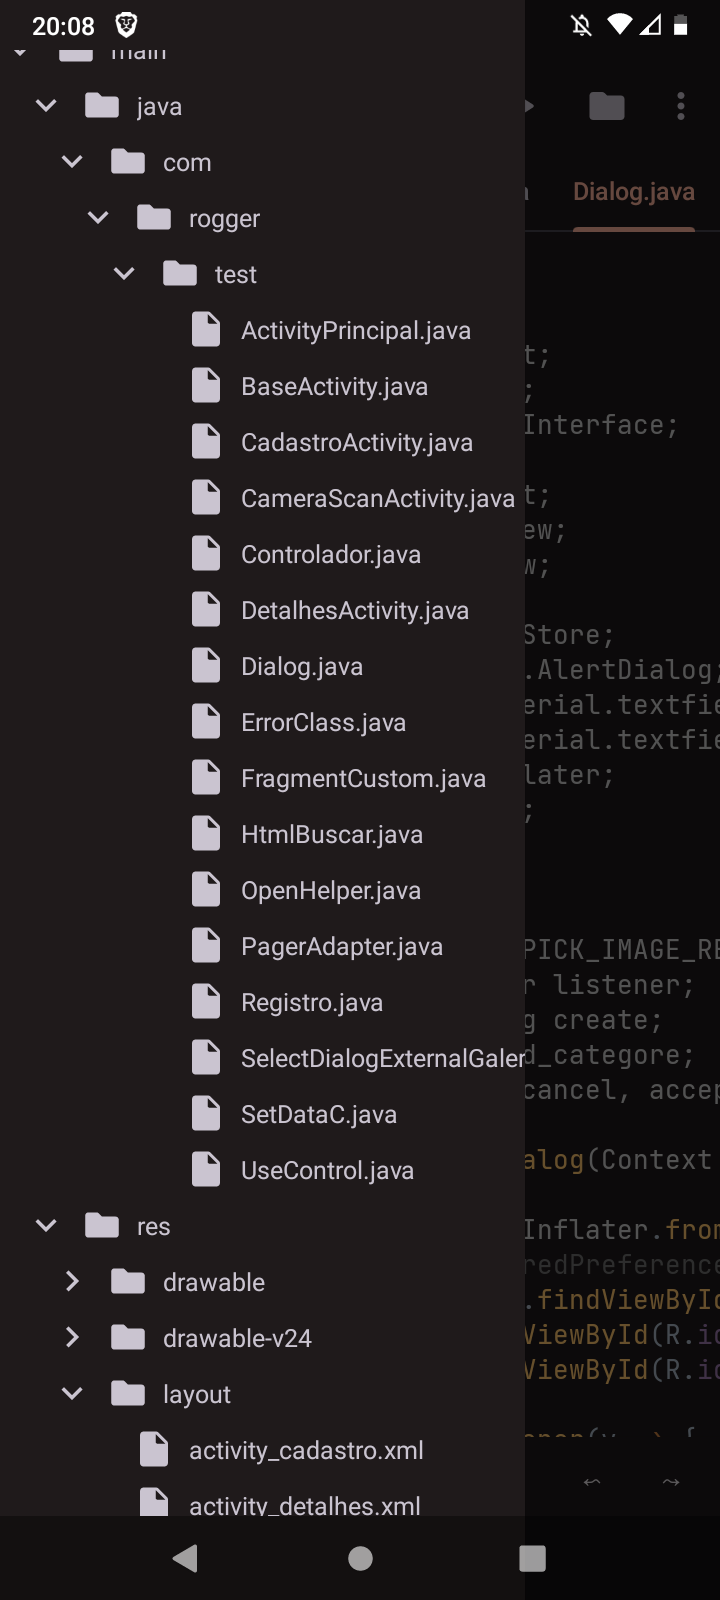 20:08
main
java
com
rogger
test
ActivityPrincipal.java
BaseActivity.java
CadastroActivity.java
CameraScanActivity.java
Controlador.java
DetalhesActivity.java
Dialog.java
ErrorClass.java
FragmentCustom.java
HtmlBuscar.java
OpenHelper.java
PagerAdapter.java
Registro.java
SelectDialogExternalGaler
SetDataC.java
UseControl.java
res
drawable
drawable-v24
layout
activity_cadastro.xml
activity_detalhes.xml
Dialog.java
t;
;
Interface;
t;
ew;
w;
Store;
.AlertDialog;
erial.textfie
erial.textfie
later;
;
PICK_IMAGE_RE
r listener;
g create;
d_categore;
cancel, accep
alog(Context
Inflater.from
redPreference
.findViewById
ViewById(R.id
ViewById(R.id